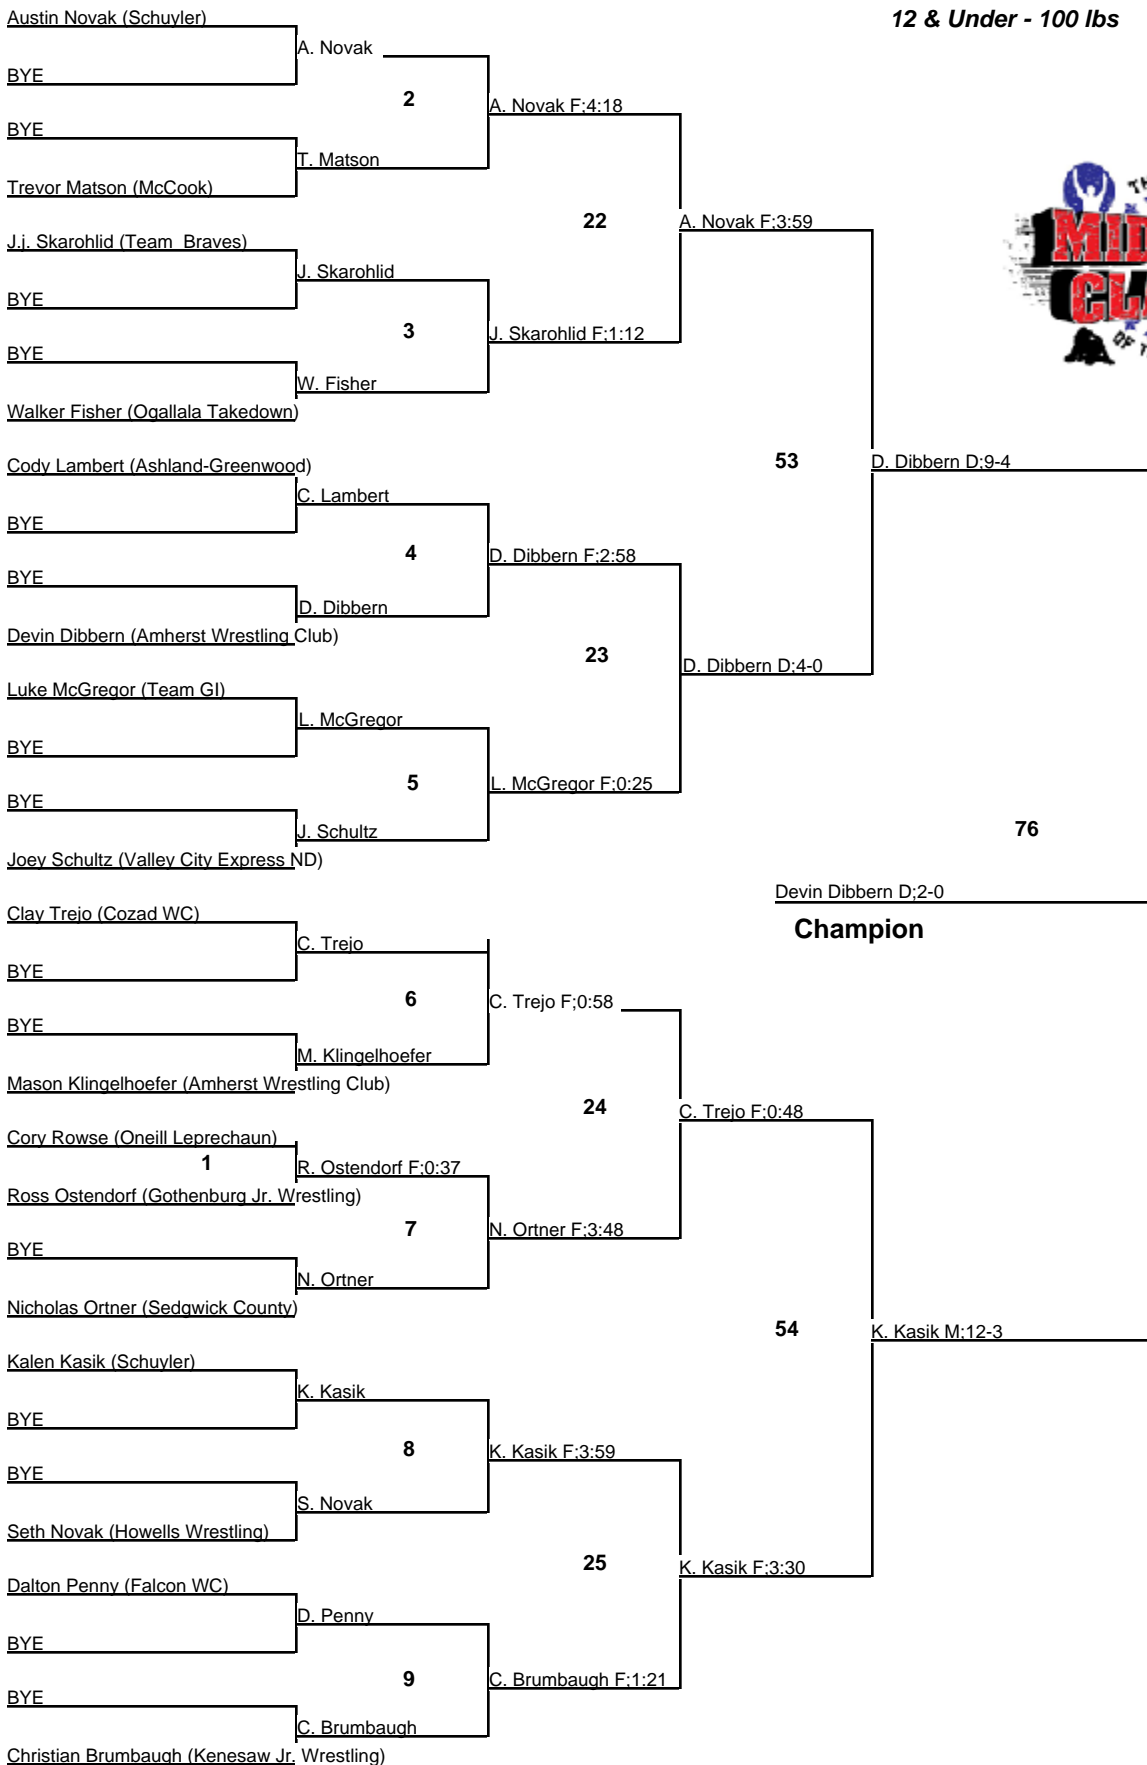 Austin Novak (Schuyler)
12 & Under - 100 lbs
A. Novak
BYE
2
A. Novak F;4:18
BYE
T. Matson
Trevor Matson (McCook)
22
A. Novak F;3:59
J.j. Skarohlid (Team  Braves)
J. Skarohlid
BYE
3
J. Skarohlid F;1:12
BYE
W. Fisher
Walker Fisher (Ogallala Takedown)
Cody Lambert (Ashland-Greenwood)
53
D. Dibbern D;9-4
C. Lambert
BYE
4
D. Dibbern F;2:58
BYE
D. Dibbern
Devin Dibbern (Amherst Wrestling Club)
23
D. Dibbern D;4-0
Luke McGregor (Team GI)
L. McGregor
BYE
5
L. McGregor F;0:25
BYE
J. Schultz
76
Joey Schultz (Valley City Express ND)
Devin Dibbern D;2-0
Champion
Clay Trejo (Cozad WC)
C. Trejo
BYE
6
C. Trejo F;0:58
BYE
M. Klingelhoefer
Mason Klingelhoefer (Amherst Wrestling Club)
24
C. Trejo F;0:48
Cory Rowse (Oneill Leprechaun)
1
R. Ostendorf F;0:37
Ross Ostendorf (Gothenburg Jr. Wrestling)
7
N. Ortner F;3:48
BYE
N. Ortner
Nicholas Ortner (Sedgwick County)
54
K. Kasik M;12-3
Kalen Kasik (Schuyler)
K. Kasik
BYE
8
K. Kasik F;3:59
BYE
S. Novak
Seth Novak (Howells Wrestling)
25
K. Kasik F;3:30
Dalton Penny (Falcon WC)
D. Penny
BYE
9
C. Brumbaugh F;1:21
BYE
C. Brumbaugh
Christian Brumbaugh (Kenesaw Jr. Wrestling)